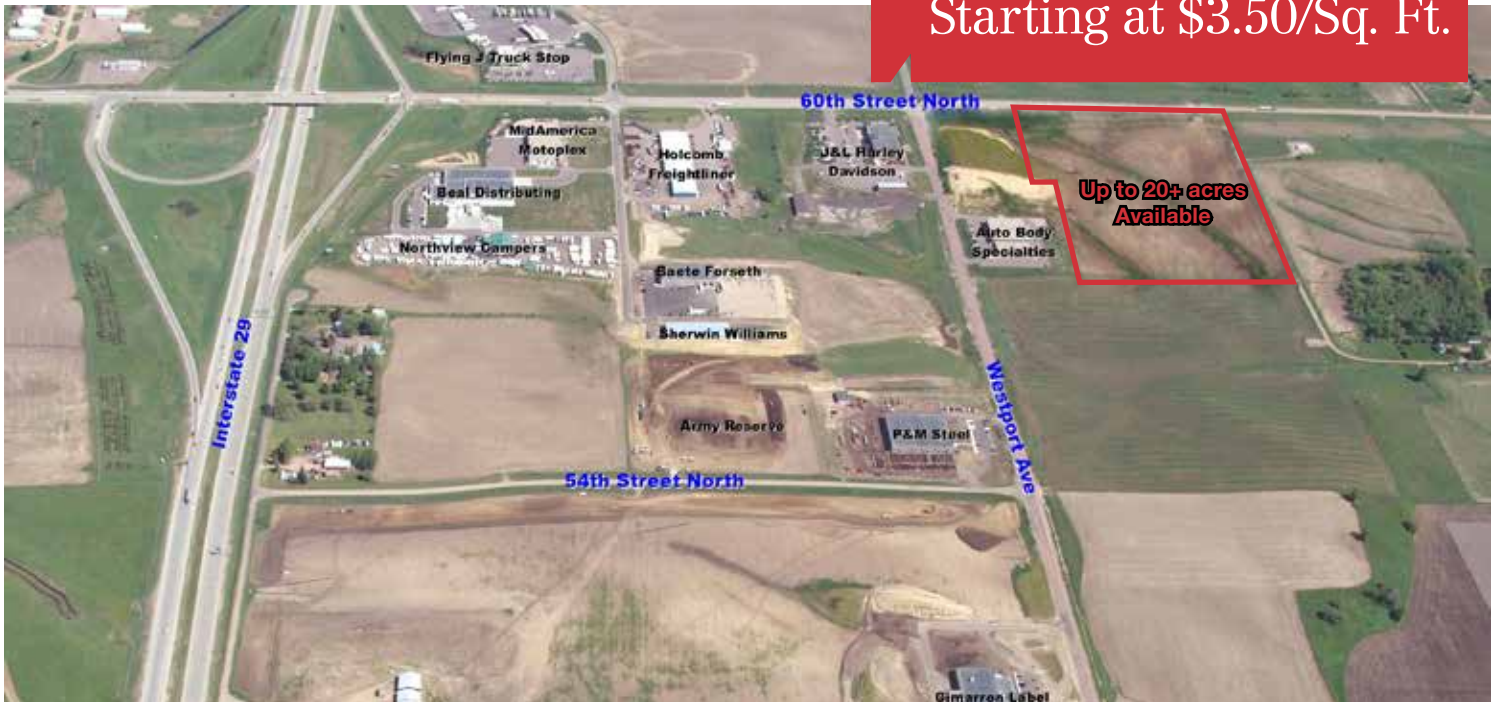 Starting at $3.50/Sq. Ft.
Flying J Truck Stop
60th Street North
MidAmerica
Motoplex
Holcomb
Freightliner
J&L Harley
Davidson
Beal Distributing
Up to 20+ acres
Available
Northview Campers
Auto Body
Specialties
Baete Forseth
Sherwin Williams
Interstate 29
Westport Ave
Army Reserve
P&M Steel
54th Street North
Gimarron Label